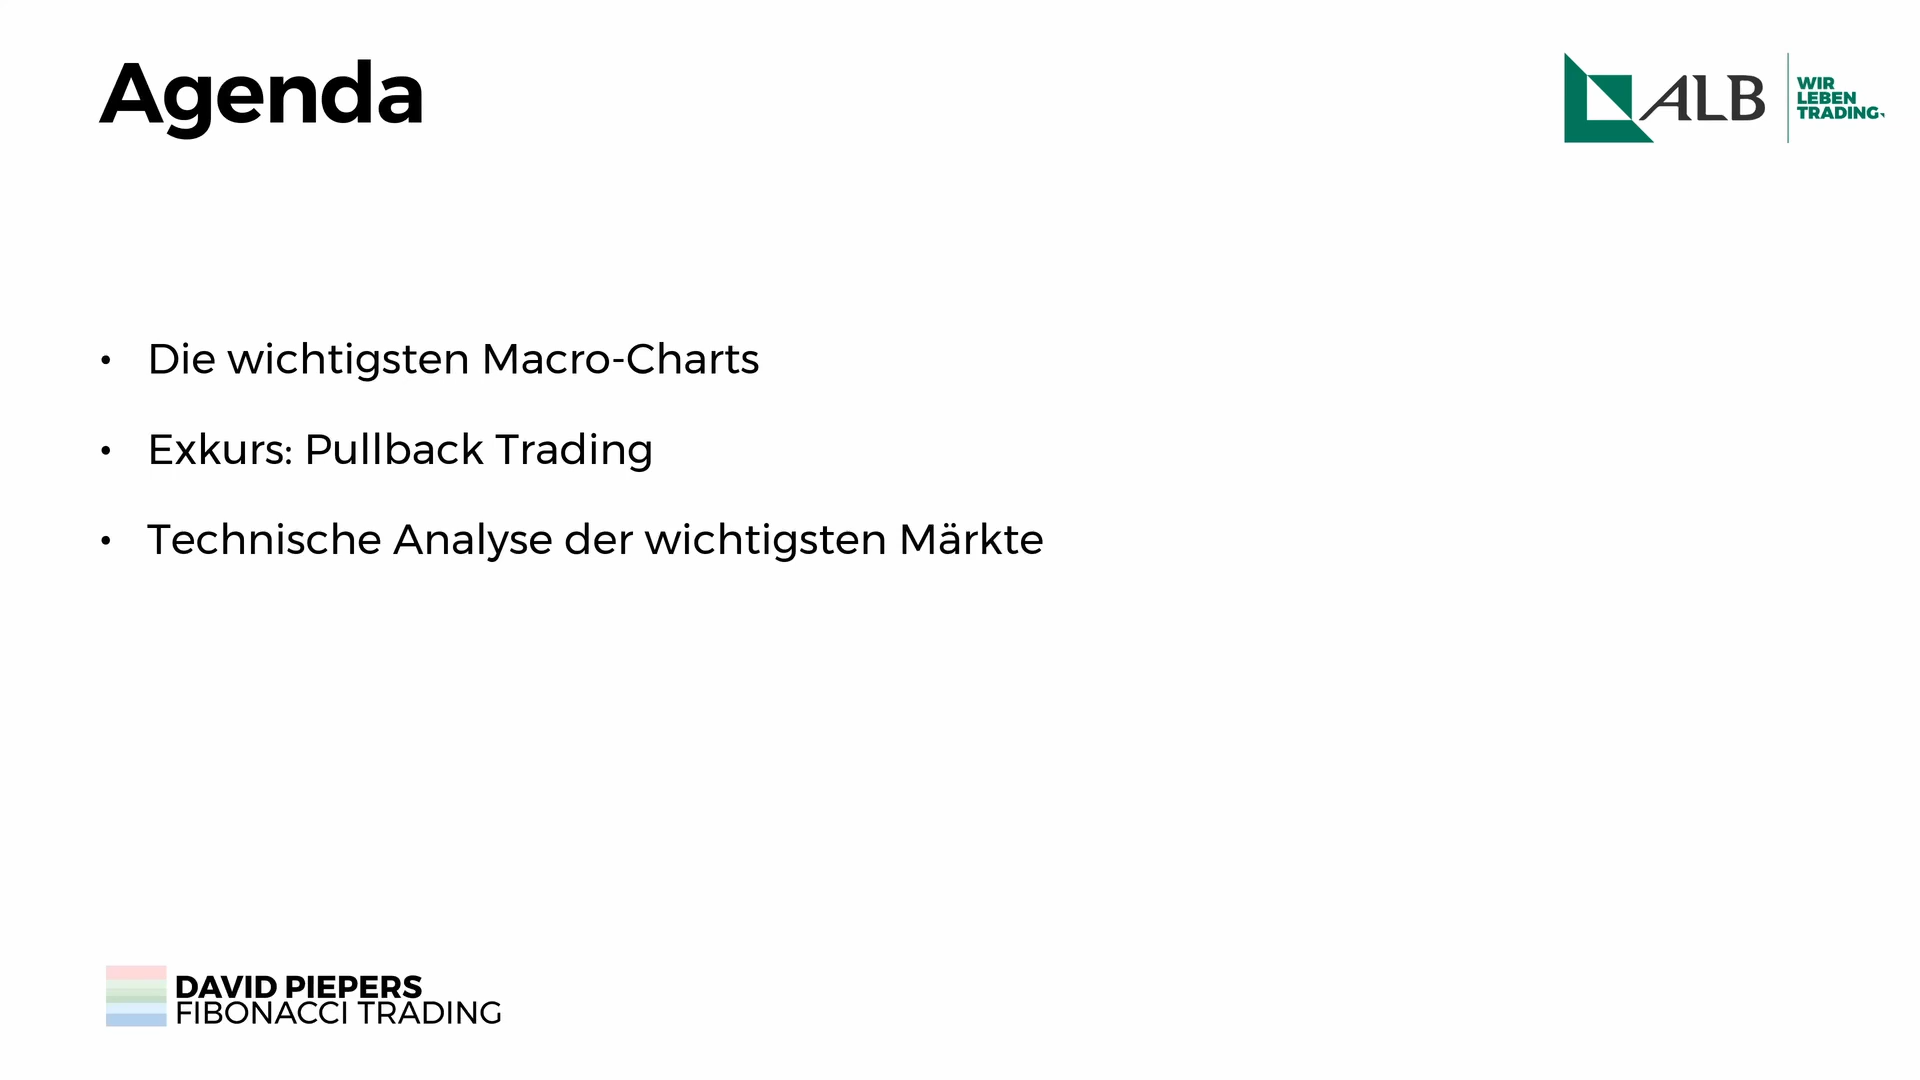 Agenda
ALB
WIR
LEBEN
TRADING
• Die wichtigsten Macro-Charts
• Exkurs: Pullback Trading
• Technische Analyse der wichtigsten Märkte
DAVID PIEPERS
FIBONACCI TRADING